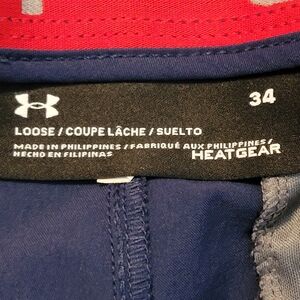 34
LOOSE / COUPE LÂCHE / SUELTO
MADE IN PHILIPPINES / FABRIQUÉ AUX PHILIPPINES /
HECHO EN FILIPINAS
HEATGEAR